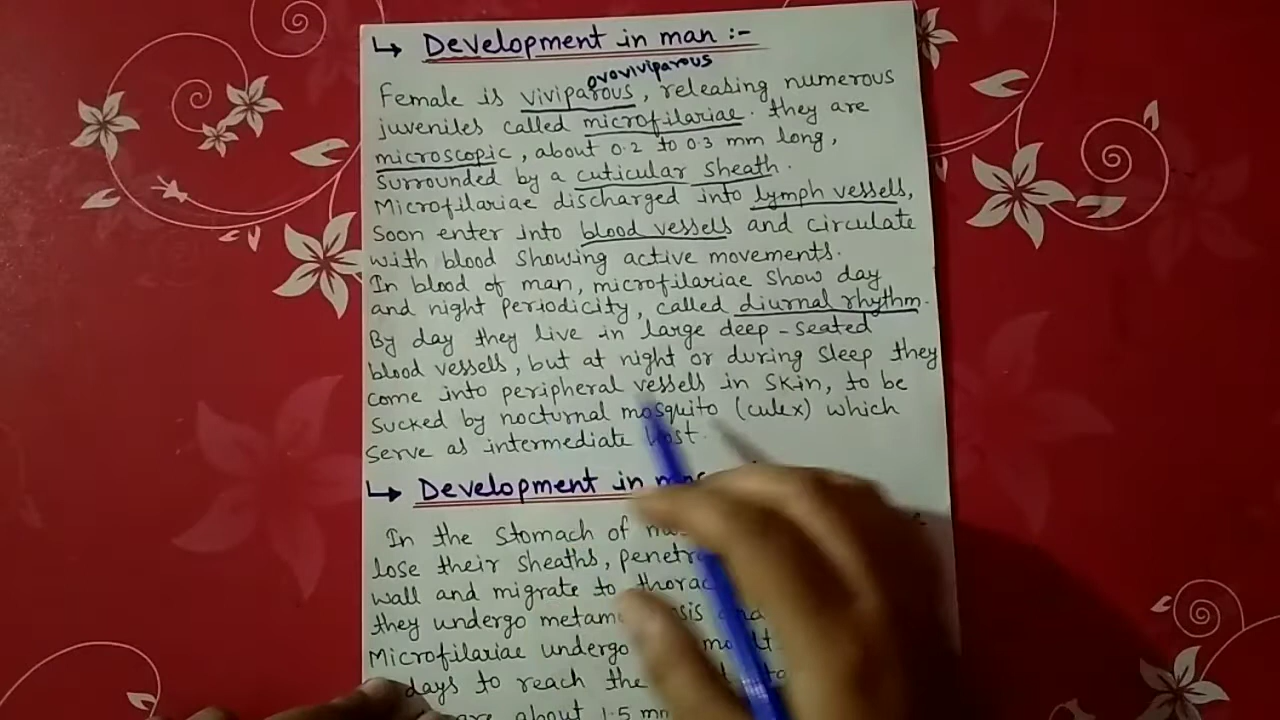 ↳ Development in man :-
ovoviviparous
Female is viviparous, releasing numerous
juveniles called microfilariae. They are
microscopic, about 0.2 to 0.3 mm long,
surrounded by a cuticular sheath.
Microfilariae discharged into lymph vessels,
soon enter into blood vessels and circulate
with blood showing active movements.
In blood of man, microfilariae show day
and night periodicity, called diurnal rhythm.
By day they live in large deep-seated
blood vessels, but at night or during sleep they
come into peripheral vessels in skin, to be
sucked by nocturnal mosquito (culex) which
serve as intermediate host.
↳ Development in
In the stomach of
lose their sheaths,
wall and migrate to
they undergo
Microfilariae undergo
days to reach the
are about 1.5